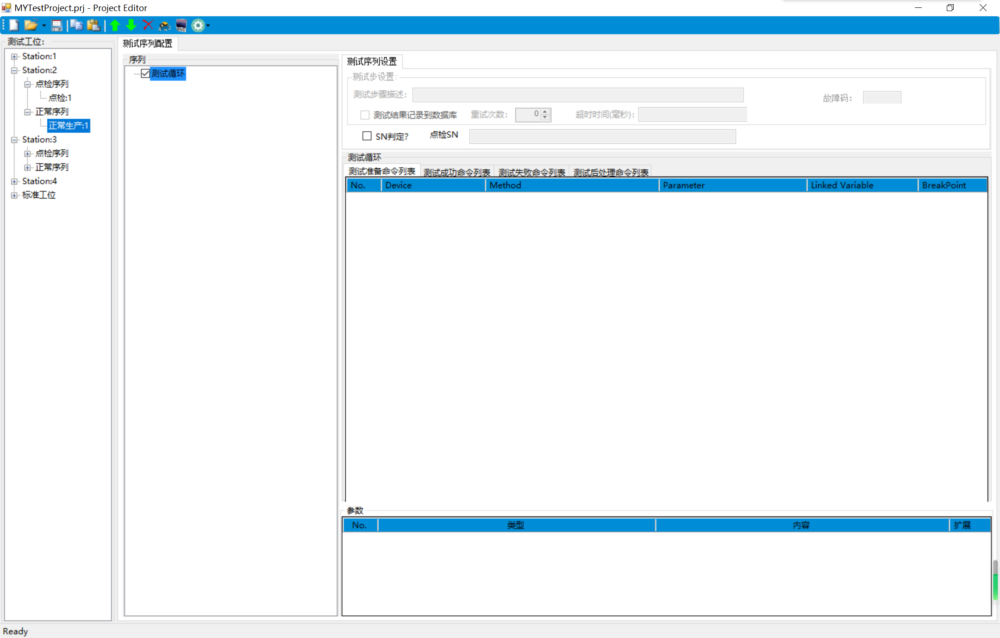 MYTestProject.prj - Project Editor
测试工位:
Station:1
Station:2
点检序列
点检:1
正常序列
正常生产:1
Station:3
点检序列
正常序列
Station:4
标准工位
测试序列配置
序列
测试循环
测试序列设置
测试步设置:
测试步骤描述:
故障码:
测试结果记录到数据库 重试次数: 0 超时时间(毫秒):
SN判定? 点检SN
测试循环
测试准备命令列表 测试成功命令列表 测试失败命令列表 测试后处理命令列表
No. Device Method Parameter Linked Variable BreakPoint
参数
No. 类型 内容 扩展
Ready